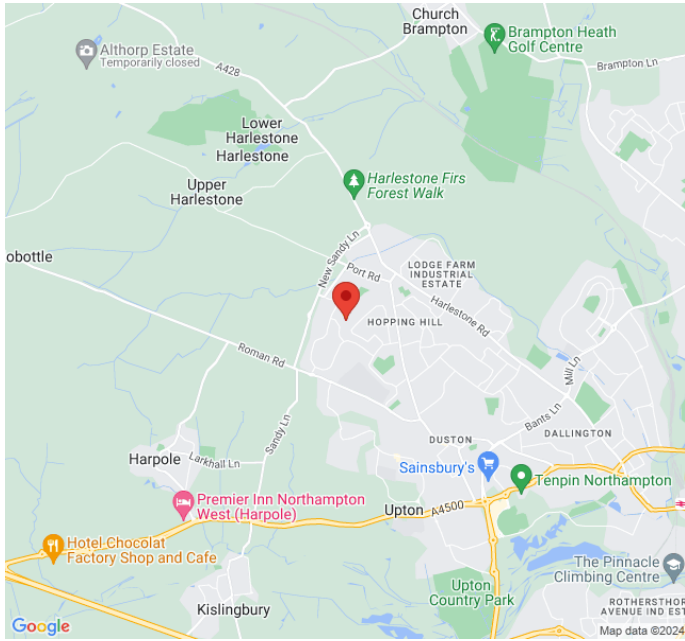 Church
Brampton
Brampton Heath
Golf Centre
Althorp Estate
Temporarily closed
A428
Brampton Ln
Lower
Harlestone
Harlestone
Harlestone Firs
Forest Walk
Upper
Harlestone
New Sandy Ln
obottle
Port Rd
LODGE FARM
INDUSTRIAL
ESTATE
Harlestone Rd
HOPPING HILL
Roman Rd
Mill Ln
Sandy Ln
Bants Ln
DUSTON
DALLINGTON
Harpole
Larkhall Ln
Sainsbury's
Tenpin Northampton
Premier Inn Northampton
West (Harpole)
Upton
A4500
Hotel Chocolat
Factory Shop and Cafe
The Pinnacle
Climbing Centre
Upton
Country Park
Kislingbury
ROTHERSTHOR
AVENUE IND EST
Google
Map data ©2024